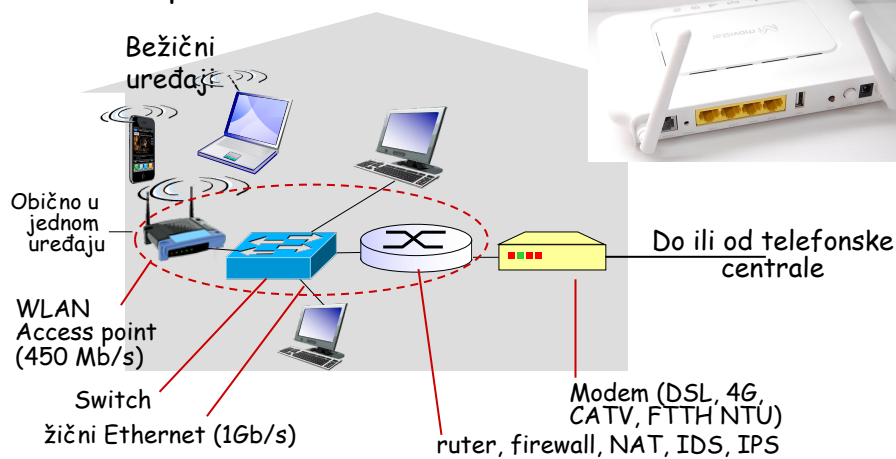 Bežični
uređaji
Obično u
jednom
uređaju
Do ili od telefonske
centrale
WLAN
Access point
(450 Mb/s)
Switch
žični Ethernet (1Gb/s)
Modem (DSL, 4G,
CATV, FTTH NTU)
ruter, firewall, NAT, IDS, IPS
movistar